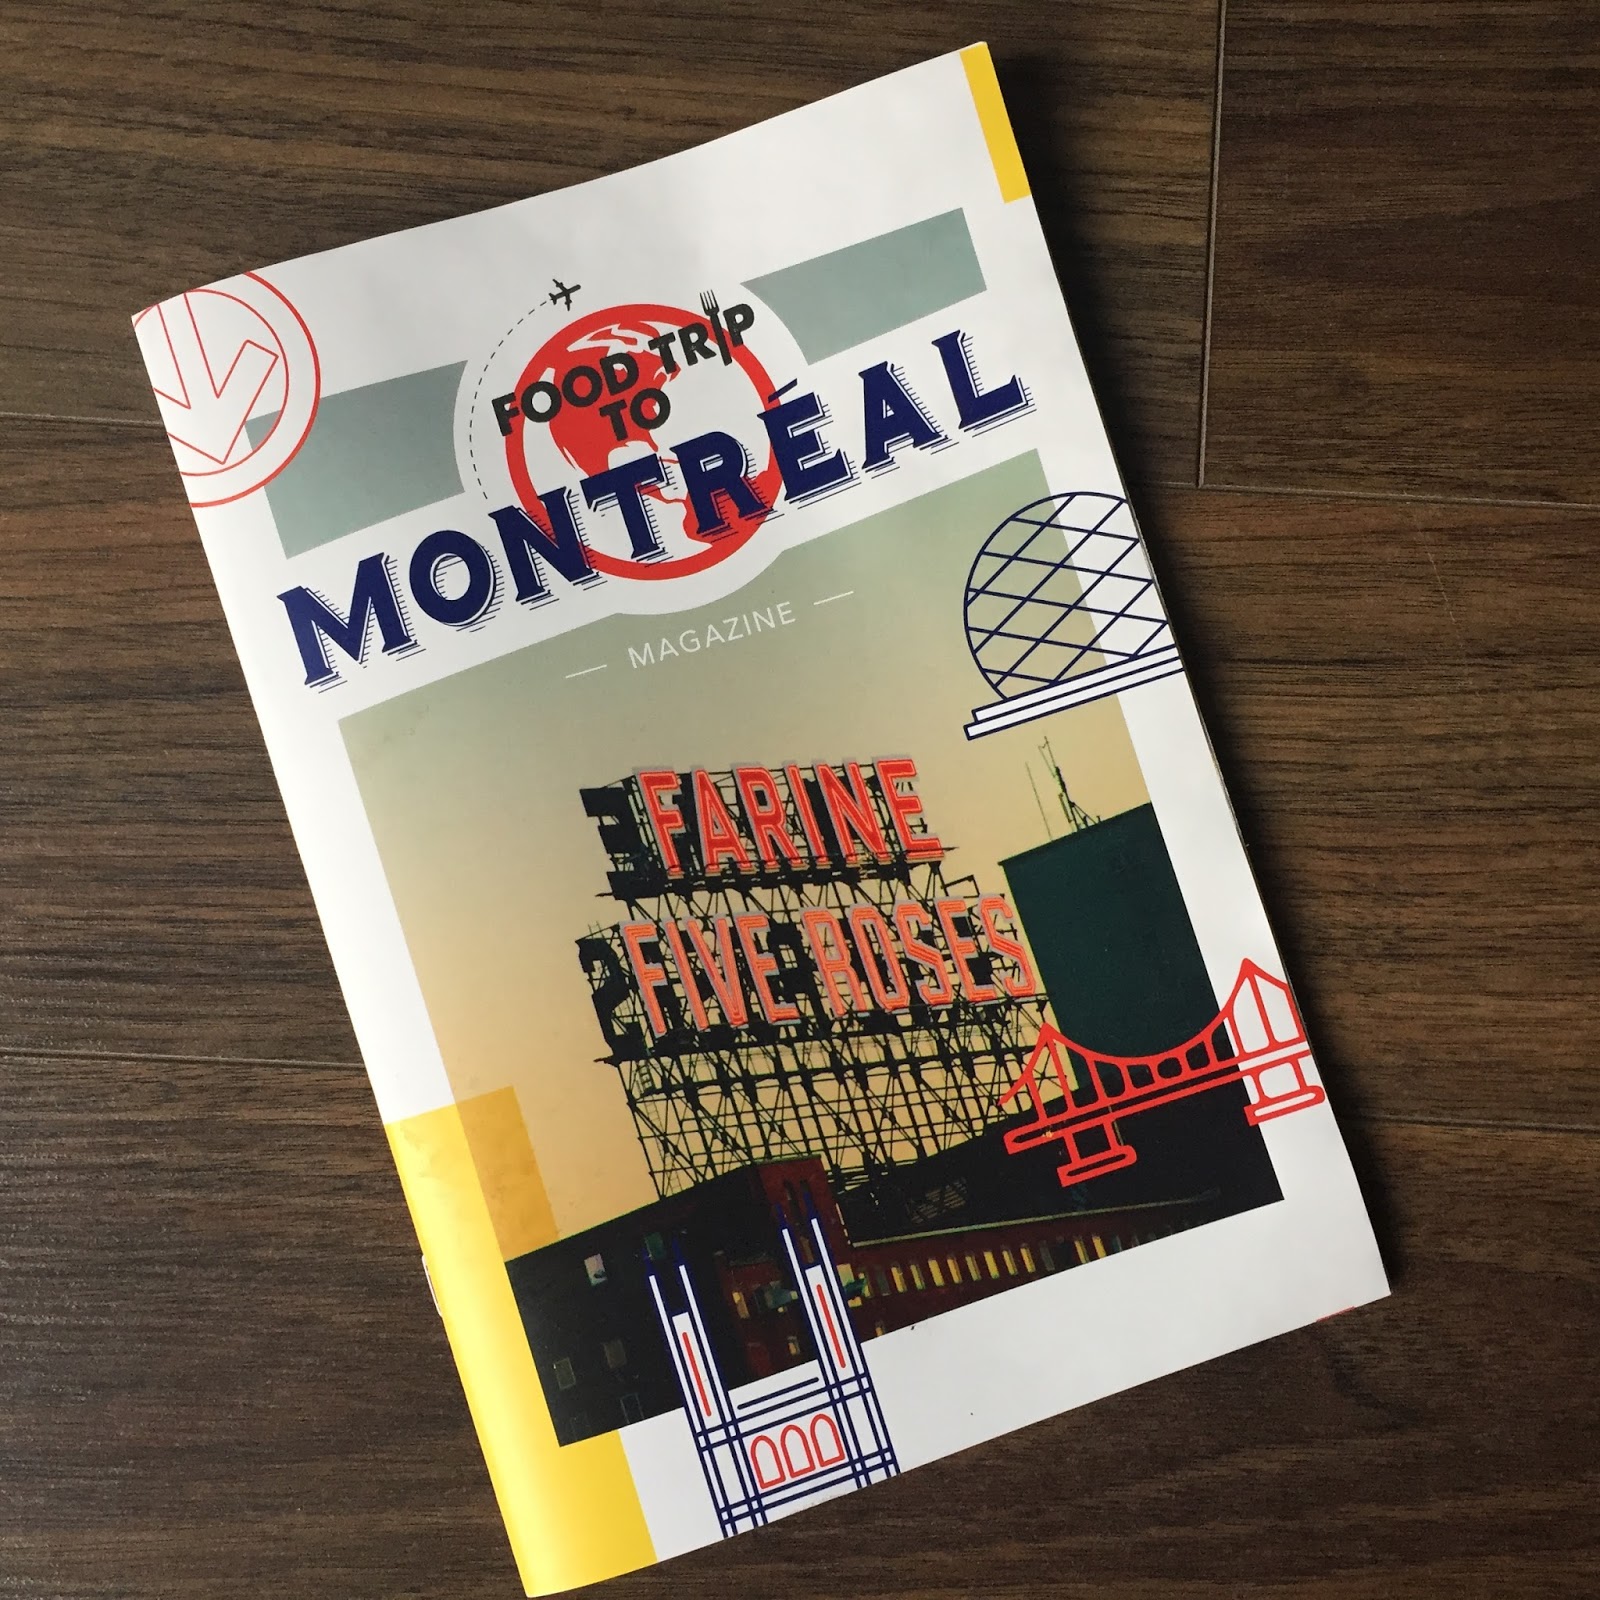 FOOD TRIP
TO
MONTRÉAL
MAGAZINE
FARINE
FIVE ROSES